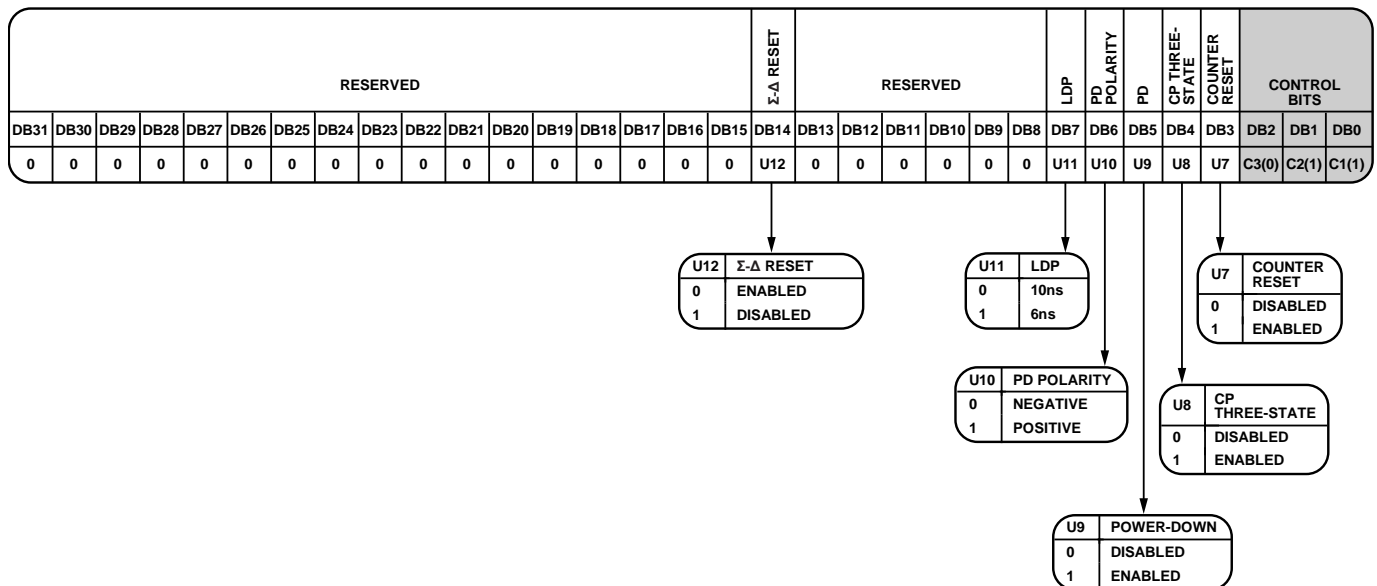 RESERVED
Σ-Δ RESET
RESERVED
LDP
PD
POLARITY
PD
CP THREE-
STATE
COUNTER
RESET
CONTROL
BITS
DB31 DB30 DB29 DB28 DB27 DB26 DB25 DB24 DB23 DB22 DB21 DB20 DB19 DB18 DB17 DB16 DB15 DB14 DB13 DB12 DB11 DB10 DB9 DB8 DB7 DB6 DB5 DB4 DB3 DB2 DB1 DB0
0 0 0 0 0 0 0 0 0 0 0 0 0 0 0 0 0 U12 0 0 0 0 0 0 U11 U10 U9 U8 U7 C3(0) C2(1) C1(1)
U12 Σ-Δ RESET
0 ENABLED
1 DISABLED
U11 LDP
0 10ns
1 6ns
U7 COUNTER
RESET
0 DISABLED
1 ENABLED
U10 PD POLARITY
0 NEGATIVE
1 POSITIVE
U8 CP
THREE-STATE
0 DISABLED
1 ENABLED
U9 POWER-DOWN
0 DISABLED
1 ENABLED